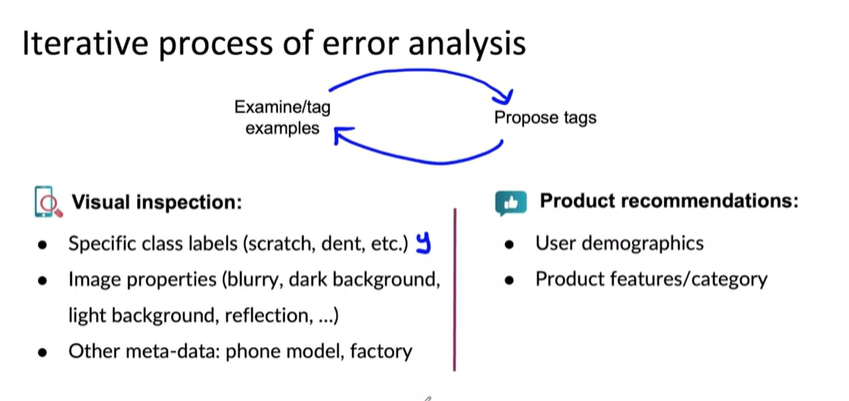 Iterative process of error analysis
Examine/tag
examples
Propose tags
Visual inspection:
● Specific class labels (scratch, dent, etc.) y
● Image properties (blurry, dark background,
light background, reflection, ...)
● Other meta-data: phone model, factory
Product recommendations:
● User demographics
● Product features/category